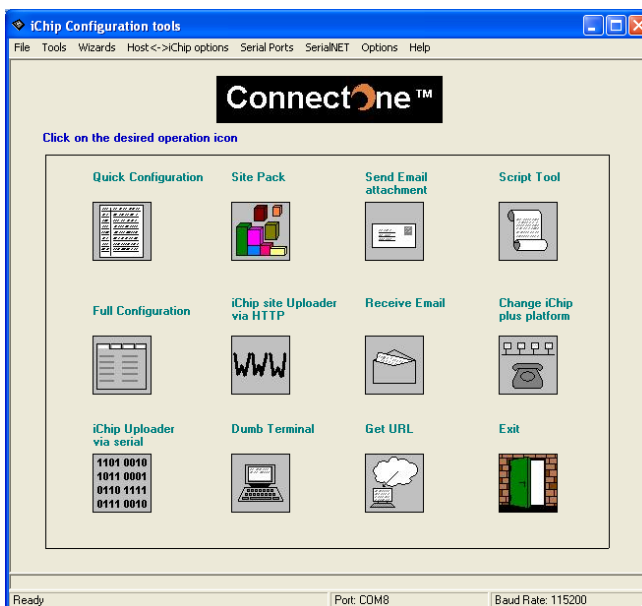 iChip Configuration tools
File Tools Wizards Host<->iChip options Serial Ports SerialNET Options Help
ConnectOne™
Click on the desired operation icon
Quick Configuration
Site Pack
Send Email
attachment
Script Tool
Full Configuration
iChip site Uploader
via HTTP
Receive Email
Change iChip
plus platform
WWW
iChip Uploader
via serial
Dumb Terminal
Get URL
Exit
1101 0010
1011 0001
0110 1111
0111 0010
Ready
Port: COM8
Baud Rate: 115200